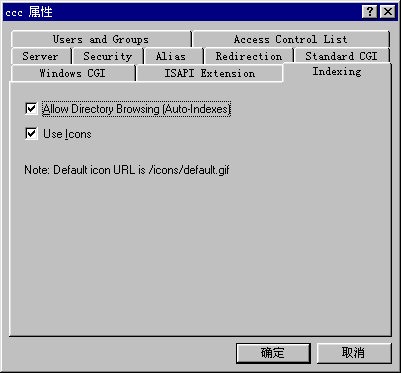 ccc 属性
Users and Groups Access Control List
Server Security Alias Redirection Standard CGI
Windows CGI ISAPI Extension Indexing
Allow Directory Browsing (Auto-Indexes)
Use Icons
Note: Default icon URL is /icons/default.gif
确定 取消